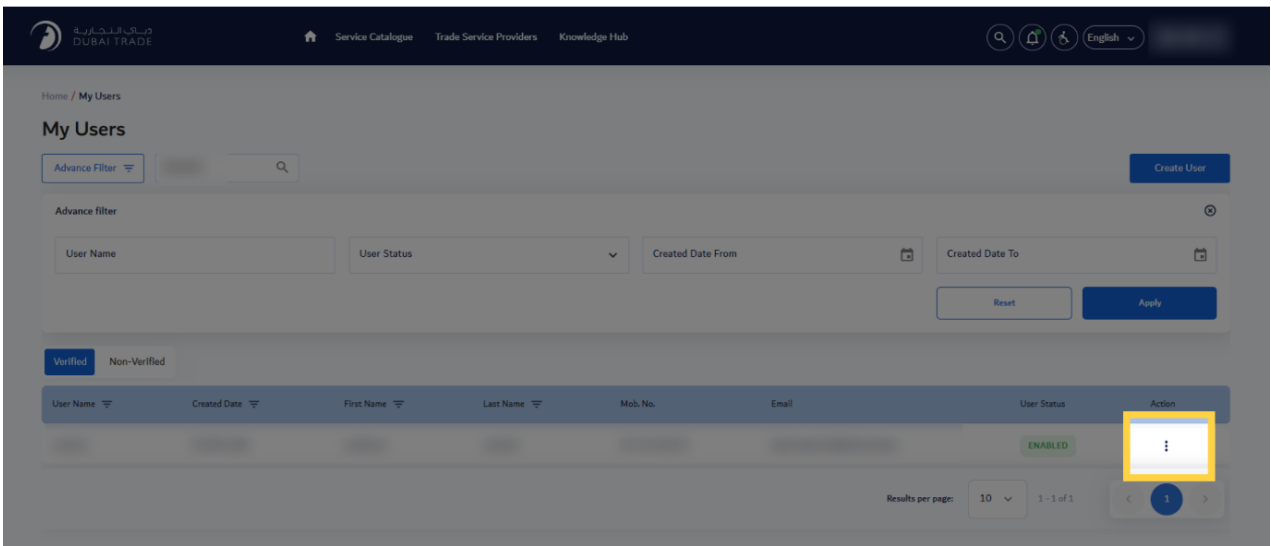 دبي التجارية
DUBAI TRADE
Service Catalogue Trade Service Providers Knowledge Hub
English
Home / My Users
My Users
Advance Filter
Create User
Advance filter
User Name User Status Created Date From Created Date To
Reset Apply
Verified Non-Verified
User Name Created Date First Name Last Name Mob. No. Email User Status Action
ENABLED
Results per page: 10 1 - 1 of 1 1